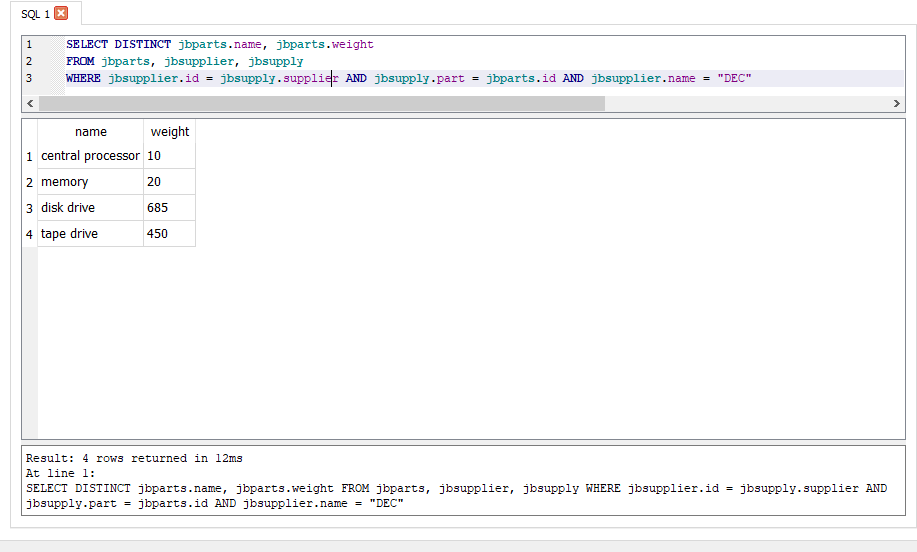 SQL 1
1 SELECT DISTINCT jbparts.name, jbparts.weight
2 FROM jbparts, jbsupplier, jbsupply
3 WHERE jbsupplier.id = jbsupply.supplier AND jbsupply.part = jbparts.id AND jbsupplier.name = "DEC"
name weight
1 central processor 10
2 memory 20
3 disk drive 685
4 tape drive 450
Result: 4 rows returned in 12ms
At line 1:
SELECT DISTINCT jbparts.name, jbparts.weight FROM jbparts, jbsupplier, jbsupply WHERE jbsupplier.id = jbsupply.supplier AND
jbsupply.part = jbparts.id AND jbsupplier.name = "DEC"